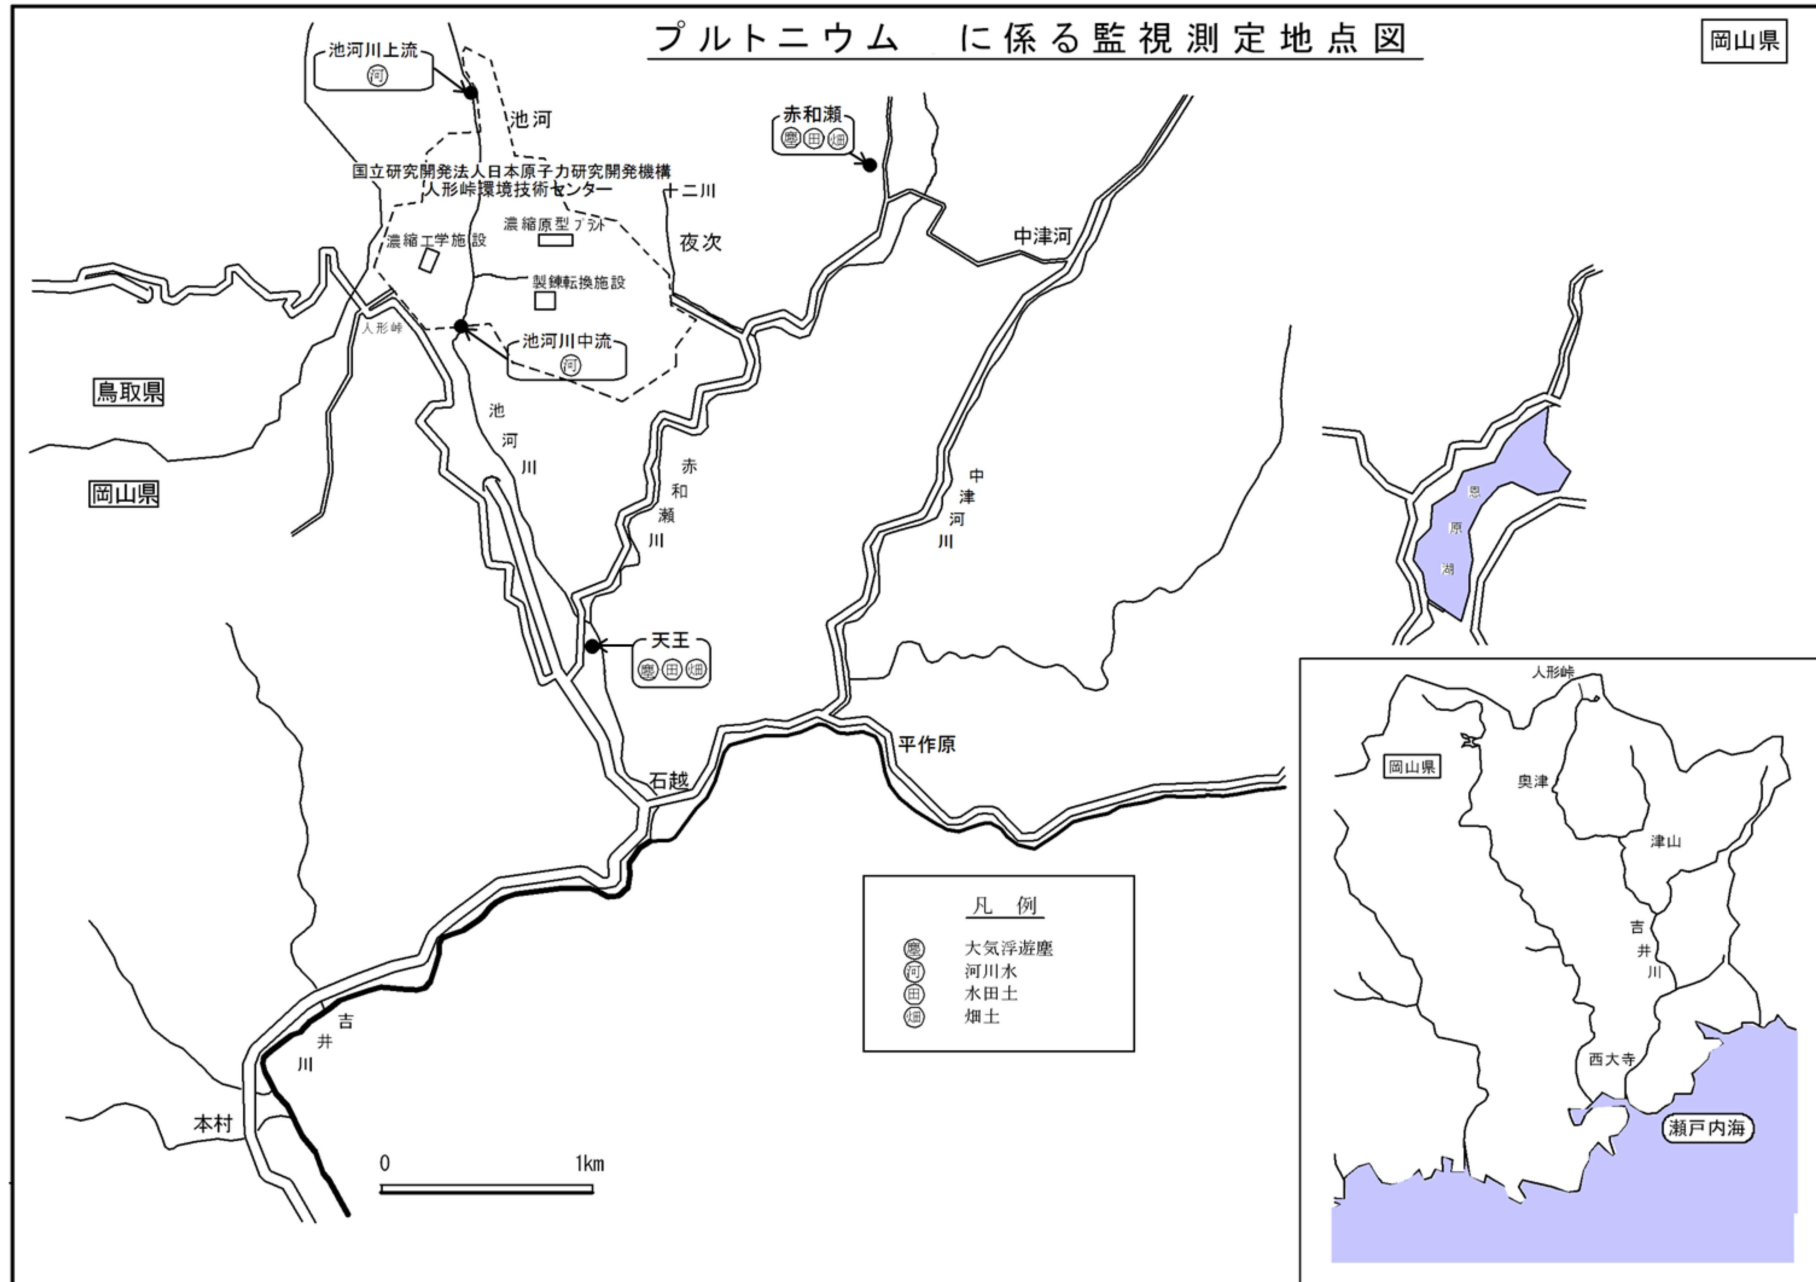 プルトニウム に係る監視測定地点図
岡山県
池河川上流
河
池河
赤和瀬
塵 田 畑
国立研究開発法人日本原子力研究開発機構
人形峠環境技術センター
十二川
濃縮原型プラント
濃縮工学施設
夜次
中津河
製錬転換施設
人形峠
池河川中流
河
鳥取県
岡山県
池河川
赤和瀬川
中津河川
恩原湖
天王
塵 田 畑
平作原
石越
吉井川
本村
0 1km
凡 例
塵 大気浮遊塵
河 河川水
田 水田土
畑 畑土
人形峠
岡山県
奥津
津山
吉井川
西大寺
瀬戸内海